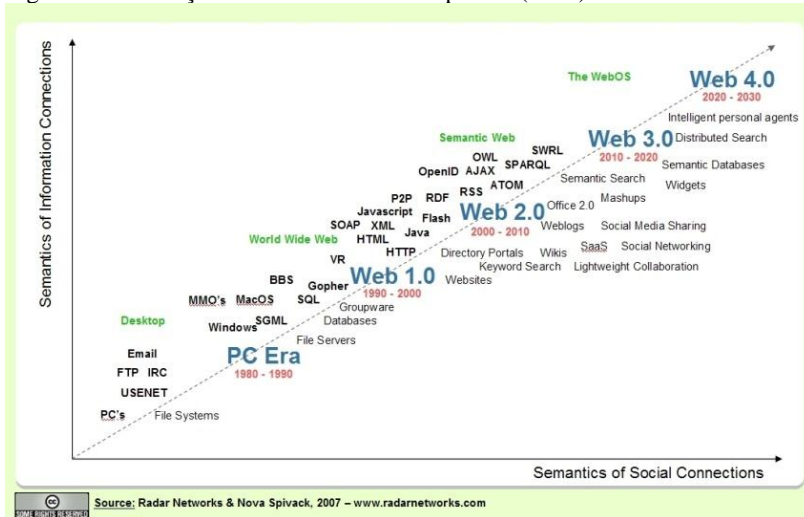 Semantics of Information Connections
The WebOS
Web 4.0
2020 - 2030
Intelligent personal agents
Semantic Web
SWRL
Web 3.0
Distributed Search
2010 - 2020
OWL
SPARQL
OpenID
AJAX
Semantic Search
Semantic Databases
ATOM
RSS
Widgets
P2P
RDF
Office 2.0
Mashups
Javascript
Flash
Web 2.0
2000 - 2010
SOAP
XML
Java
Weblogs
Social Media Sharing
World Wide Web
HTML
HTTP
Directory Portals
Wikis
SaaS
Social Networking
VR
Keyword Search
Lightweight Collaboration
BBS
Gopher
Web 1.0
1990 - 2000
Websites
MMO's
MacOS
SQL
Groupware
Desktop
Windows
SGML
Databases
File Servers
Email
PC Era
1980 - 1990
FTP
IRC
USENET
PC's
File Systems
Semantics of Social Connections
cc
SOME RIGHTS RESERVED
Source: Radar Networks & Nova Spivack, 2007 – www.radarnetworks.com